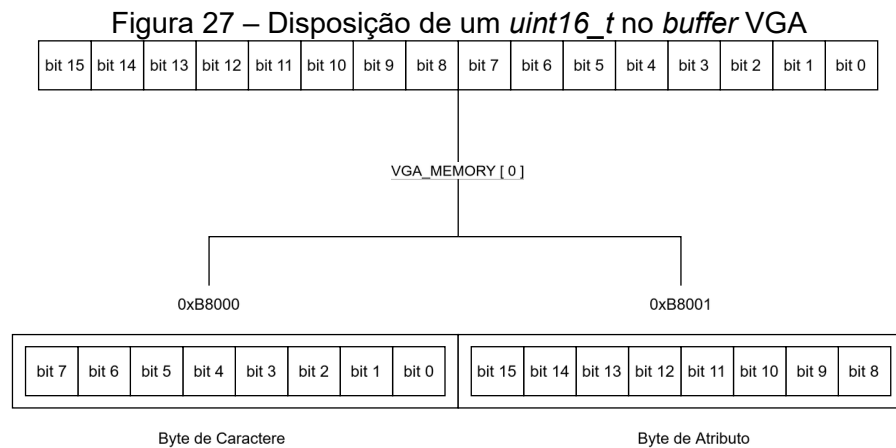 Figura 27 – Disposição de um uint16_t no buffer VGA
bit 15 bit 14 bit 13 bit 12 bit 11 bit 10 bit 9 bit 8 bit 7 bit 6 bit 5 bit 4 bit 3 bit 2 bit 1 bit 0
VGA_MEMORY [ 0 ]
0xB8000 0xB8001
bit 7 bit 6 bit 5 bit 4 bit 3 bit 2 bit 1 bit 0 bit 15 bit 14 bit 13 bit 12 bit 11 bit 10 bit 9 bit 8
Byte de Caractere Byte de Atributo